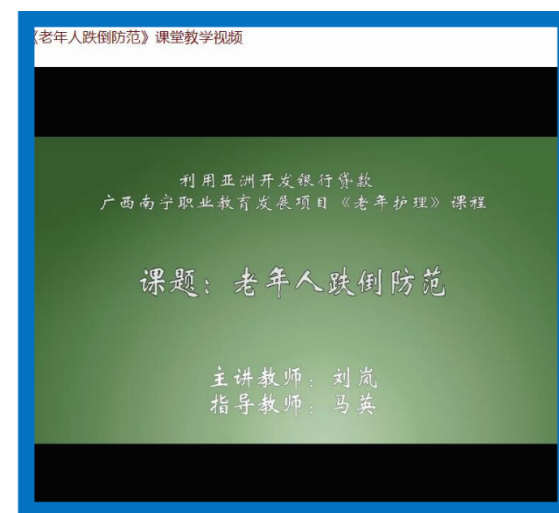 《老年人跌倒防范》课堂教学视频
利用亚洲开发银行贷款
广西南宁职业教育发展项目《老年护理》课程
课题：老年人跌倒防范
主讲教师：刘岚
指导教师：马英